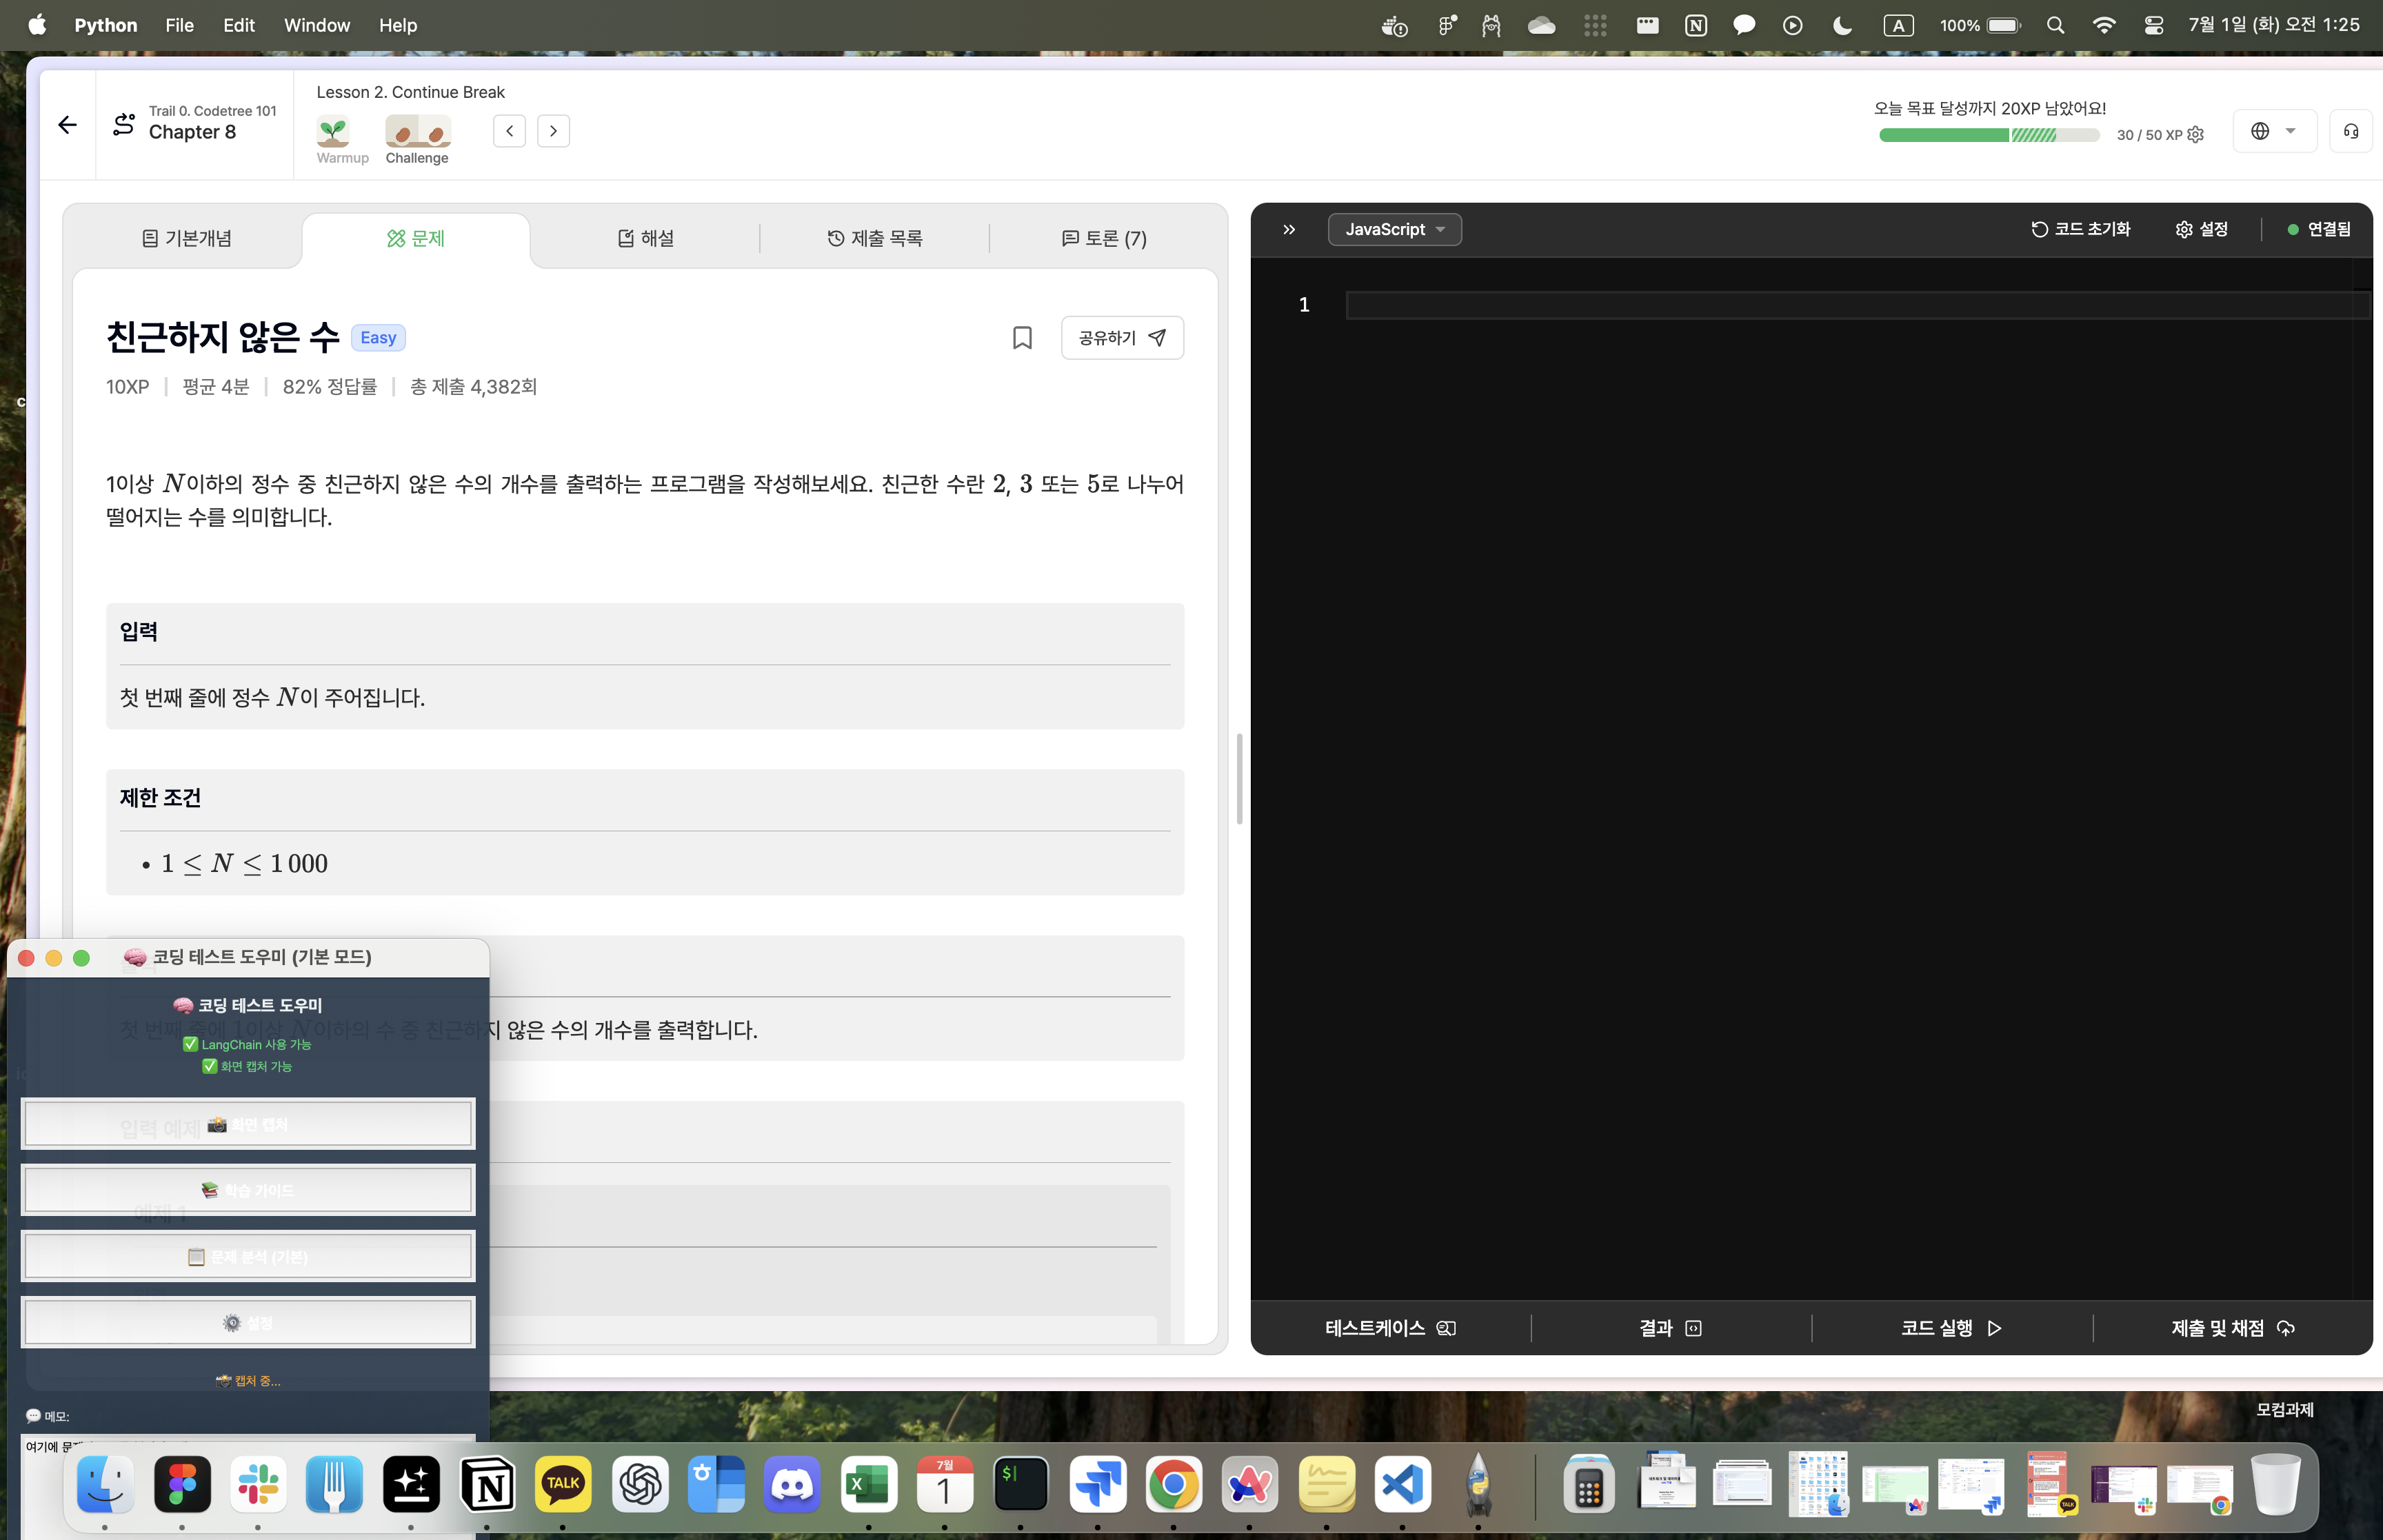 Python File Edit Window Help
A 100% 7월 1일 (화) 오전 1:25
Trail 0. Codetree 101
Chapter 8
Lesson 2. Continue Break
Warmup Challenge
오늘 목표 달성까지 20XP 남았어요!
30 / 50 XP
기본개념 문제 해설 제출 목록 토론 (7)
친근하지 않은 수 Easy
공유하기
10XP 평균 4분 82% 정답률 총 제출 4,382회
1이상 N이하의 정수 중 친근하지 않은 수의 개수를 출력하는 프로그램을 작성해보세요. 친근한 수란 2, 3 또는 5로 나누어
떨어지는 수를 의미합니다.
입력
첫 번째 줄에 정수 N이 주어집니다.
제한 조건
• 1 ≤ N ≤ 1 000
첫 번째 줄에 1이상 N이하의 수 중 친근하지 않은 수의 개수를 출력합니다.
입력 예제
예제 1
JavaScript 코드 초기화 설정 연결됨
1
테스트케이스 결과 코드 실행 제출 및 채점
코딩 테스트 도우미 (기본 모드)
코딩 테스트 도우미
LangChain 사용 가능
화면 캡처 가능
화면 캡처
학습 가이드
문제 분석 (기본)
설정
캡처 중...
메모:
여기에 문제
모컴과제
TALK
7월
1
$